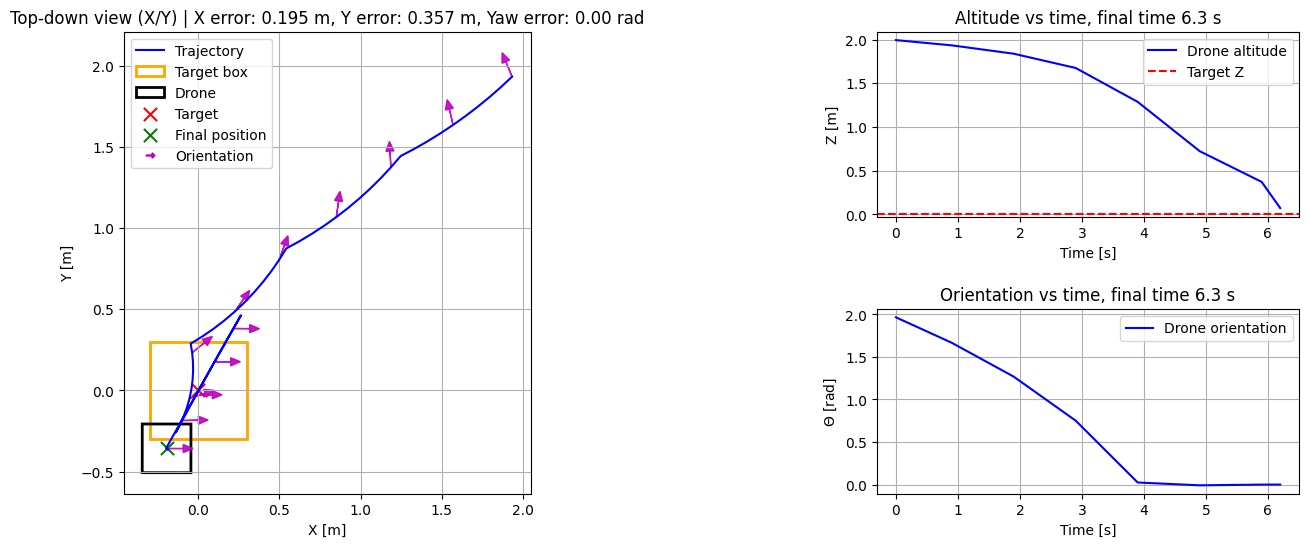 Top-down view (X/Y) | X error: 0.195 m, Y error: 0.357 m, Yaw error: 0.00 rad
Trajectory
Target box
Drone
Target
Final position
Orientation
2.0
1.5
1.0
0.5
0.0
−0.5
Y [m]
0.0
0.5
1.0
1.5
2.0
X [m]
Altitude vs time, final time 6.3 s
Drone altitude
Target Z
2.0
1.5
1.0
0.5
0.0
Z [m]
0
1
2
3
4
5
6
Time [s]
Orientation vs time, final time 6.3 s
Drone orientation
2.0
1.5
1.0
0.5
0.0
Θ [rad]
0
1
2
3
4
5
6
Time [s]